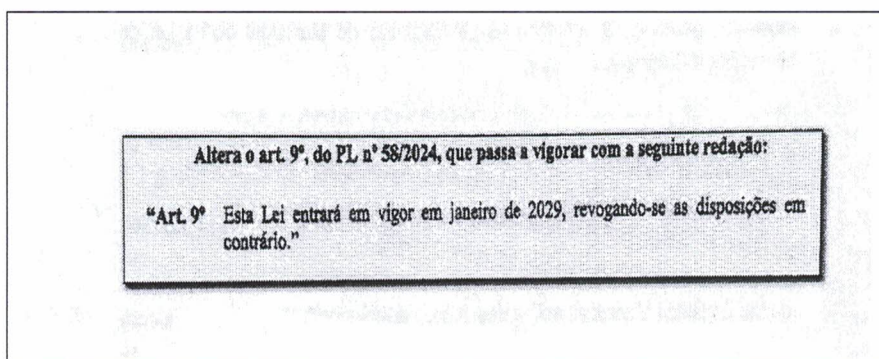 Altera o art. 9º, do PL nº 58/2024, que passa a vigorar com a seguinte redação:
“Art. 9º Esta Lei entrará em vigor em janeiro de 2029, revogando-se as disposições em
contrário.”